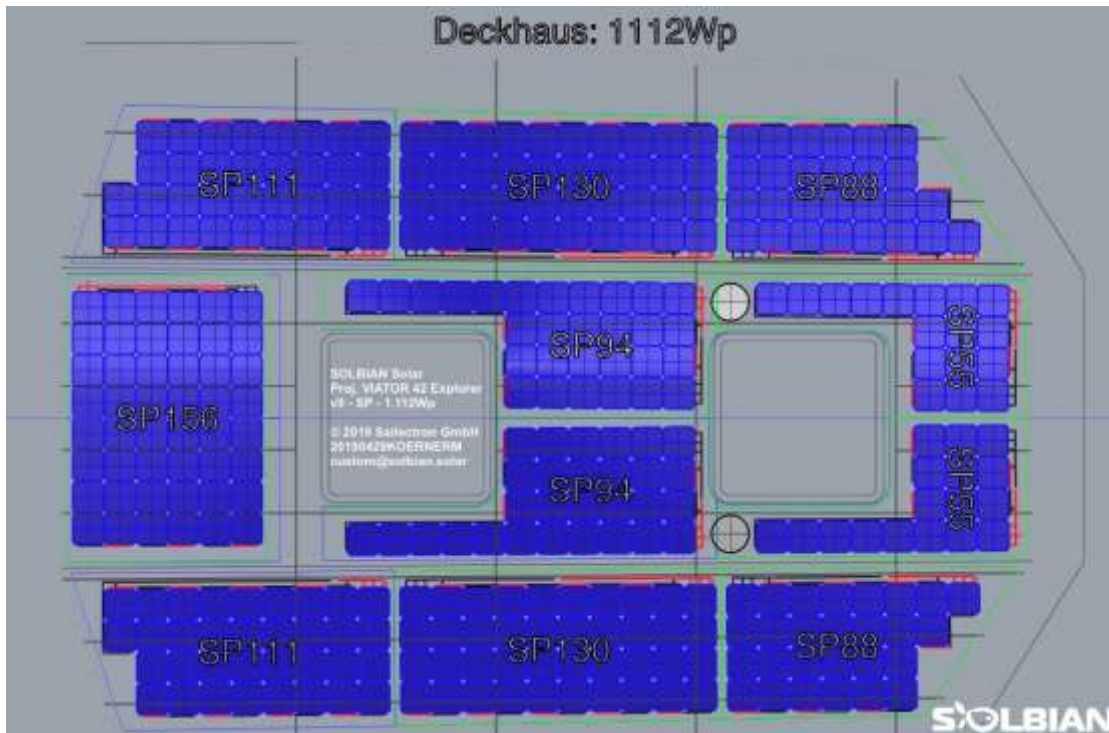 Deckhaus: 1112Wp
SP111
SP130
SP88
SP94
SP55
SP156
SOLBIAN Solar
Proj. VIATOR 42 Explorer
v8 - SP - 1.112Wp
© 2019 Sailectron GmbH
20190429KOERNERM
custom@solbian.solar
SP94
SP55
SP111
SP130
SP88
SOLBIAN